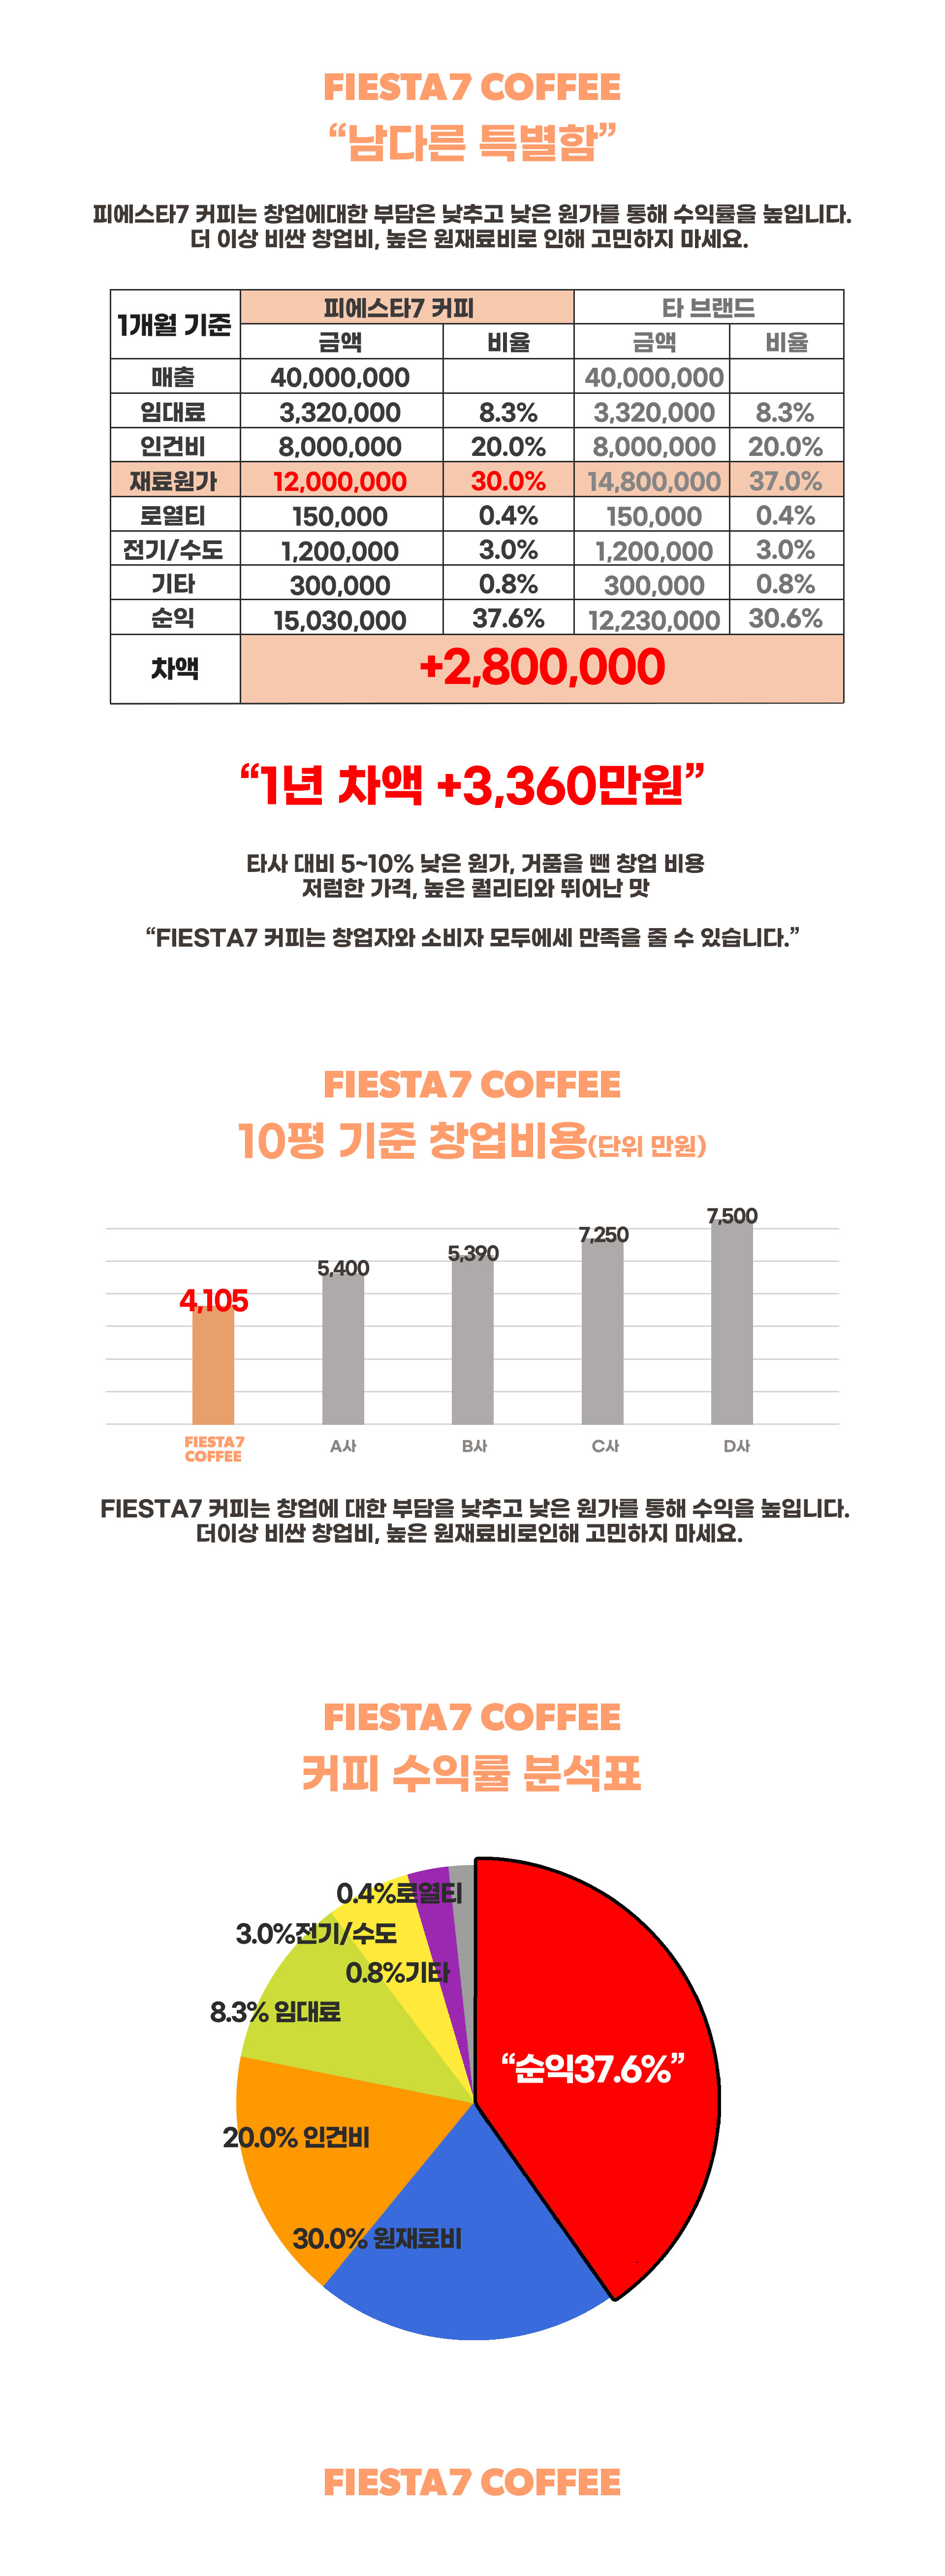 FIESTA7 COFFEE
“남다른 특별함”
피에스타7 커피는 창업에대한 부담은 낮추고 낮은 원가를 통해 수익률을 높입니다.
더 이상 비싼 창업비, 높은 원재료비로 인해 고민하지 마세요.
1개월 기준 피에스타7 커피 타 브랜드
금액 비율 금액 비율
매출 40,000,000 40,000,000
임대료 3,320,000 8.3% 3,320,000 8.3%
인건비 8,000,000 20.0% 8,000,000 20.0%
재료원가 12,000,000 30.0% 14,800,000 37.0%
로열티 150,000 0.4% 150,000 0.4%
전기/수도 1,200,000 3.0% 1,200,000 3.0%
기타 300,000 0.8% 300,000 0.8%
순익 15,030,000 37.6% 12,230,000 30.6%
차액 +2,800,000
“1년 차액 +3,360만원”
타사 대비 5~10% 낮은 원가, 거품을 뺀 창업 비용
저럼한 가격, 높은 퀄리티와 뛰어난 맛
“FIESTA7 커피는 창업자와 소비자 모두에세 만족을 줄 수 있습니다.”
FIESTA7 COFFEE
10평 기준 창업비용(단위 만원)
4,105
5,400
5,390
7,250
7,500
FIESTA7
COFFEE
A사
B사
C사
D사
FIESTA7 커피는 창업에 대한 부담을 낮추고 낮은 원가를 통해 수익을 높입니다.
더이상 비싼 창업비, 높은 원재료비로인해 고민하지 마세요.
FIESTA7 COFFEE
커피 수익률 분석표
0.4%로열티
3.0%전기/수도
0.8%기타
8.3% 임대료
“순익37.6%”
20.0% 인건비
30.0% 원재료비
FIESTA7 COFFEE